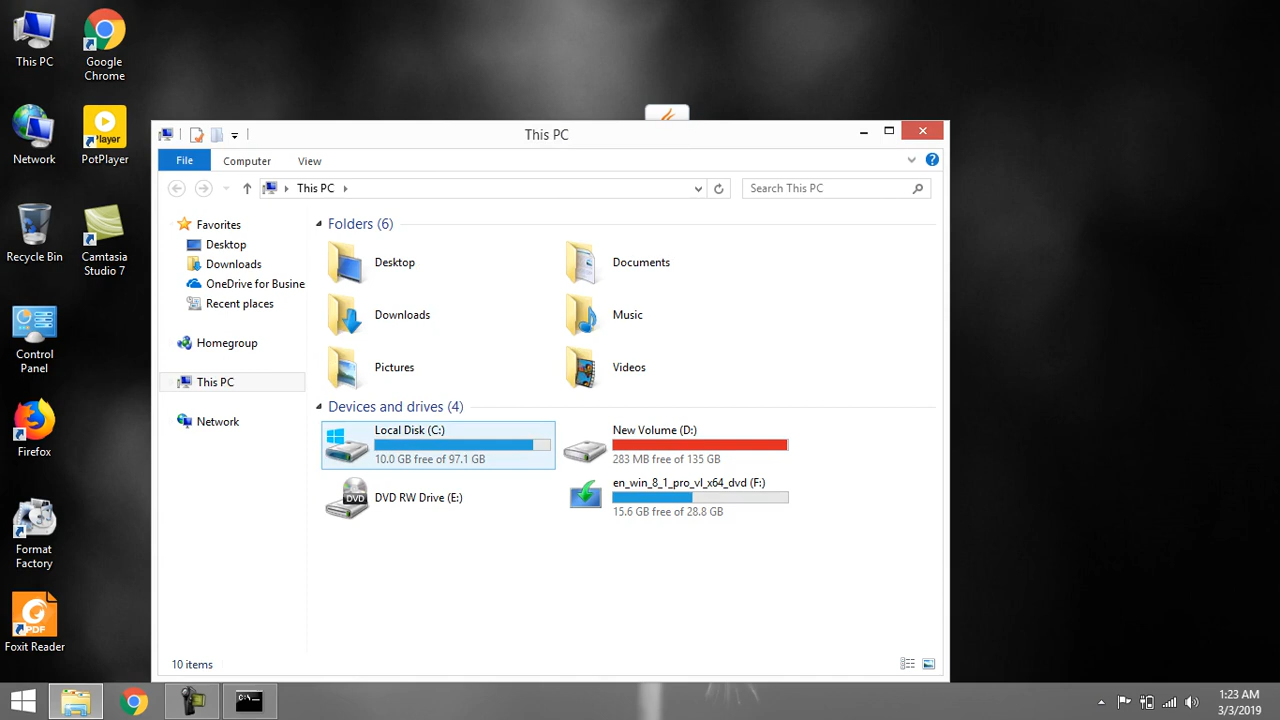 This PC
Google
Chrome
Network
PotPlayer
Player
Recycle Bin
Camtasia
Studio 7
Control
Panel
Firefox
Format
Factory
PDF
Foxit Reader
This PC
File
Computer
View
This PC
Search This PC
Favorites
Desktop
Downloads
OneDrive for Busine
Recent places
Homegroup
This PC
Network
Folders (6)
Desktop
Documents
Downloads
Music
Pictures
Videos
Devices and drives (4)
Local Disk (C:)
10.0 GB free of 97.1 GB
New Volume (D:)
283 MB free of 135 GB
DVD
DVD RW Drive (E:)
en_win_8_1_pro_vl_x64_dvd (F:)
15.6 GB free of 28.8 GB
10 items
C:\
1:23 AM
3/3/2019